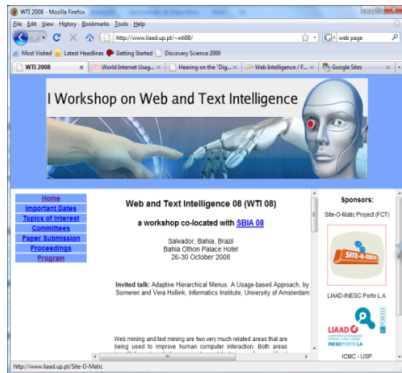 WTI 2008 - Mozilla Firefox
File Edit View History Bookmarks Tools Help
http://www.liaad.up.pt/~wti08/
web page
Most Visited Latest Headlines Getting Started Discovery Science 2009
WTI 2008
World Internet Usag...
Hearing on the "Dig...
Web Intelligence / F...
Google Sites
I Workshop on Web and Text Intelligence
Home
Important Dates
Topics of Interest
Committees
Paper Submission
Proceedings
Program
Web and Text Intelligence 08 (WTI 08)
a workshop co-located with SBIA 08
Salvador, Bahia, Brazil
Bahia Othon Palace Hotel
26-30 October 2008
Invited talk: Adaptive Hierarchical Menus: A Usage-based Approach, by
Someren and Vera Hollink, Informatics Institute, University of Amsterdam
Web mining and text mining are two very much related areas that are
being used to improve human computer interaction. Both areas
Sponsors:
Site-O-Matic Project (FCT)
SITE-O-MATIC
LIAAD-INESC Porto L.A.
LIAAD
PORTO
ICMC - USP
http://www.liaad.up.pt/Site-O-Matic